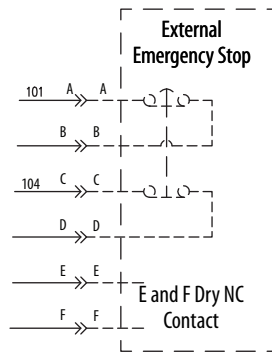 External
Emergency Stop
101 A A
B B
104 C C
D D
E E
F F
E and F Dry NC
Contact